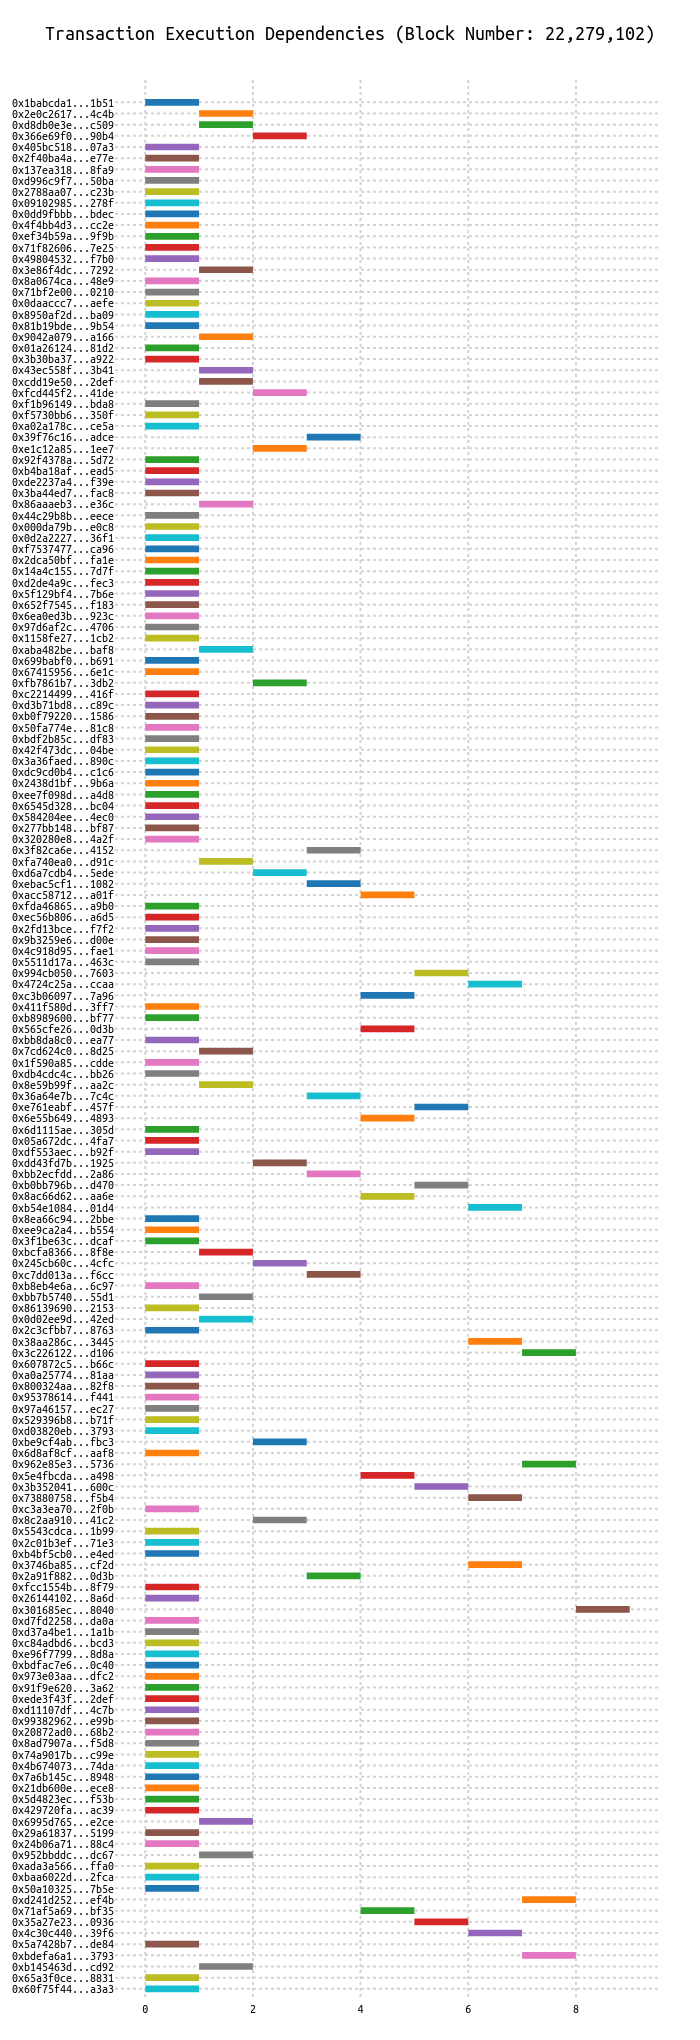 Transaction Execution Dependencies (Block Number: 22,279,102)
0x1babcda1...1b51
0x2e0c2617...4c4b
0xd8db0e3e...c509
0x366e69f0...90b4
0x405bc518...07a3
0x2f40ba4a...e77e
0x137ea318...8fa9
0xd996c9f7...50ba
0x2788aa07...c23b
0x09102985...278f
0x0dd9fbbb...bdec
0x4f4bb4d3...cc2e
0xef34b59a...9f9b
0x71f82606...7e25
0x49804532...f7b0
0x3e86f4dc...7292
0x8a0674ca...48e9
0x71bf2e00...0210
0x0daaccc7...aefe
0x8950af2d...ba09
0x81b19bde...9b54
0x9042a079...a166
0x01a26124...81d2
0x3b30ba37...a922
0x43ec558f...3b41
0xcdd19e50...2def
0xfcd445f2...41de
0xf1b96149...bda8
0xf5730bb6...350f
0xa02a178c...ce5a
0x39f76c16...adce
0xe1c12a85...1ee7
0x92f4378a...5d72
0xb4ba18af...ead5
0xde2237a4...f39e
0x3ba44ed7...fac8
0x86aaaeb3...e36c
0x44c29b8b...eece
0x000da79b...e0c8
0x0d2a2227...36f1
0xf7537477...ca96
0x2dca50bf...fa1e
0x14a4c155...7d7f
0xd2de4a9c...fec3
0x5f129bf4...7b6e
0x652f7545...f183
0x6ea0ed3b...923c
0x97d6af2c...4706
0x1158fe27...1cb2
0xaba482be...baf8
0x699babf0...b691
0x67415956...6e1c
0xfb7861b7...3db2
0xc2214499...416f
0xd3b71bd8...c89c
0xb0f79220...1586
0x50fa774e...81c8
0xbdf2b85c...df83
0x42f473dc...04be
0x3a36faed...890c
0xdc9cd0b4...c1c6
0x2438d1bf...9b6a
0xee7f098d...a4d8
0x6545d328...bc04
0x584204ee...4ec0
0x277bb148...bf87
0x320280e8...4a2f
0x3f82ca6e...4152
0xfa740ea0...d91c
0xd6a7cdb4...5ede
0xebac5cf1...1082
0xacc58712...a01f
0xfda46865...a9b0
0xec56b806...a6d5
0x2fd13bce...f7f2
0x9b3259e6...d00e
0x4c918d95...fae1
0x5511d17a...463c
0x994cb050...7603
0x4724c25a...ccaa
0xc3b06097...7a96
0x411f580d...3ff7
0xb8989600...bf77
0x565cfe26...0d3b
0xbb8da8c0...ea77
0x7cd624c0...8d25
0x1f590a85...cdde
0xdb4cdc4c...bb26
0x8e59b99f...aa2c
0x36a64e7b...7c4c
0xe761eabf...457f
0x6e55b649...4893
0x6d1115ae...305d
0x05a672dc...4fa7
0xdf553aec...b92f
0xdd43fd7b...1925
0xbb2ecfdd...2a86
0xb0bb796b...d470
0x8ac66d62...aa6e
0xb54e1084...01d4
0x8ea66c94...2bbe
0xee9ca2a4...b554
0x3f1be63c...dcaf
0xbcfa8366...8f8e
0x245cb60c...4cfc
0xc7dd013a...f6cc
0xb8eb4e6a...6c97
0xbb7b5740...55d1
0x86139690...2153
0x0d02ee9d...42ed
0x2c3cfbb7...8763
0x38aa286c...3445
0x3c226122...d106
0x607872c5...b66c
0xa0a25774...81aa
0x800324aa...82f8
0x95378614...f441
0x97a46157...ec27
0x529396b8...b71f
0xd03820eb...3793
0xbe9cf4ab...fbc3
0x6d8af8cf...aaf8
0x962e85e3...5736
0x5e4fbcda...a498
0x3b352041...600c
0x73880758...f5b4
0xc3a3ea70...2f0b
0x8c2aa910...41c2
0x5543cdca...1b99
0x2c01b3ef...71e3
0xb4bf5cb0...e4ed
0x3746ba85...cf2d
0x2a91f882...0d3b
0xfcc1554b...8f79
0x26144102...8a6d
0x301685ec...8040
0xd7fd2258...da0a
0xd37a4be1...1a1b
0xc84adbd6...bcd3
0xe96f7799...8d8a
0xbdfac7e6...0c40
0x973e03aa...dfc2
0x91f9e620...3a62
0xede3f43f...2def
0xd11107df...4c7b
0x99382962...e99b
0x20872ad0...68b2
0x8ad7907a...f5d8
0x74a9017b...c99e
0x4b674073...74da
0x7a6b145c...8948
0x21db600e...ece8
0x5d4823ec...f53b
0x429720fa...ac39
0x6995d765...e2ce
0x29a61837...5199
0x24b06a71...88c4
0x952bbddc...dc67
0xada3a566...ffa0
0xbaa6022d...2fca
0x50a10325...7b5e
0xd241d252...ef4b
0x71af5a69...bf35
0x35a27e23...0936
0x4c30c440...39f6
0x5a7428b7...de84
0xbdefa6a1...3793
0xb145463d...cd92
0x65a3f0ce...8831
0x60f75f44...a3a3
0 2 4 6 8